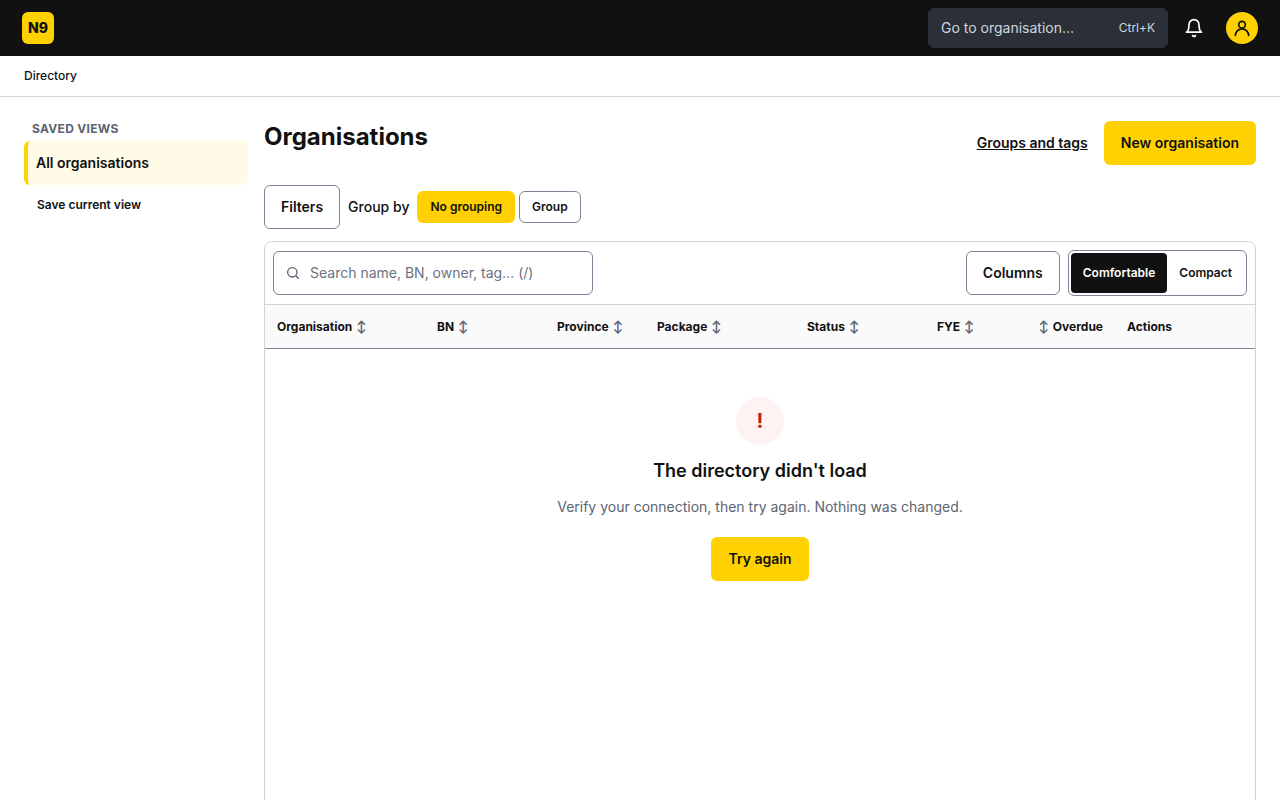 N9
Go to organisation... Ctrl+K
Directory
SAVED VIEWS
All organisations
Save current view
Organisations
Groups and tags
New organisation
Filters
Group by
No grouping
Group
Search name, BN, owner, tag... (/)
Columns
Comfortable
Compact
Organisation BN Province Package Status FYE Overdue Actions
!
The directory didn't load
Verify your connection, then try again. Nothing was changed.
Try again